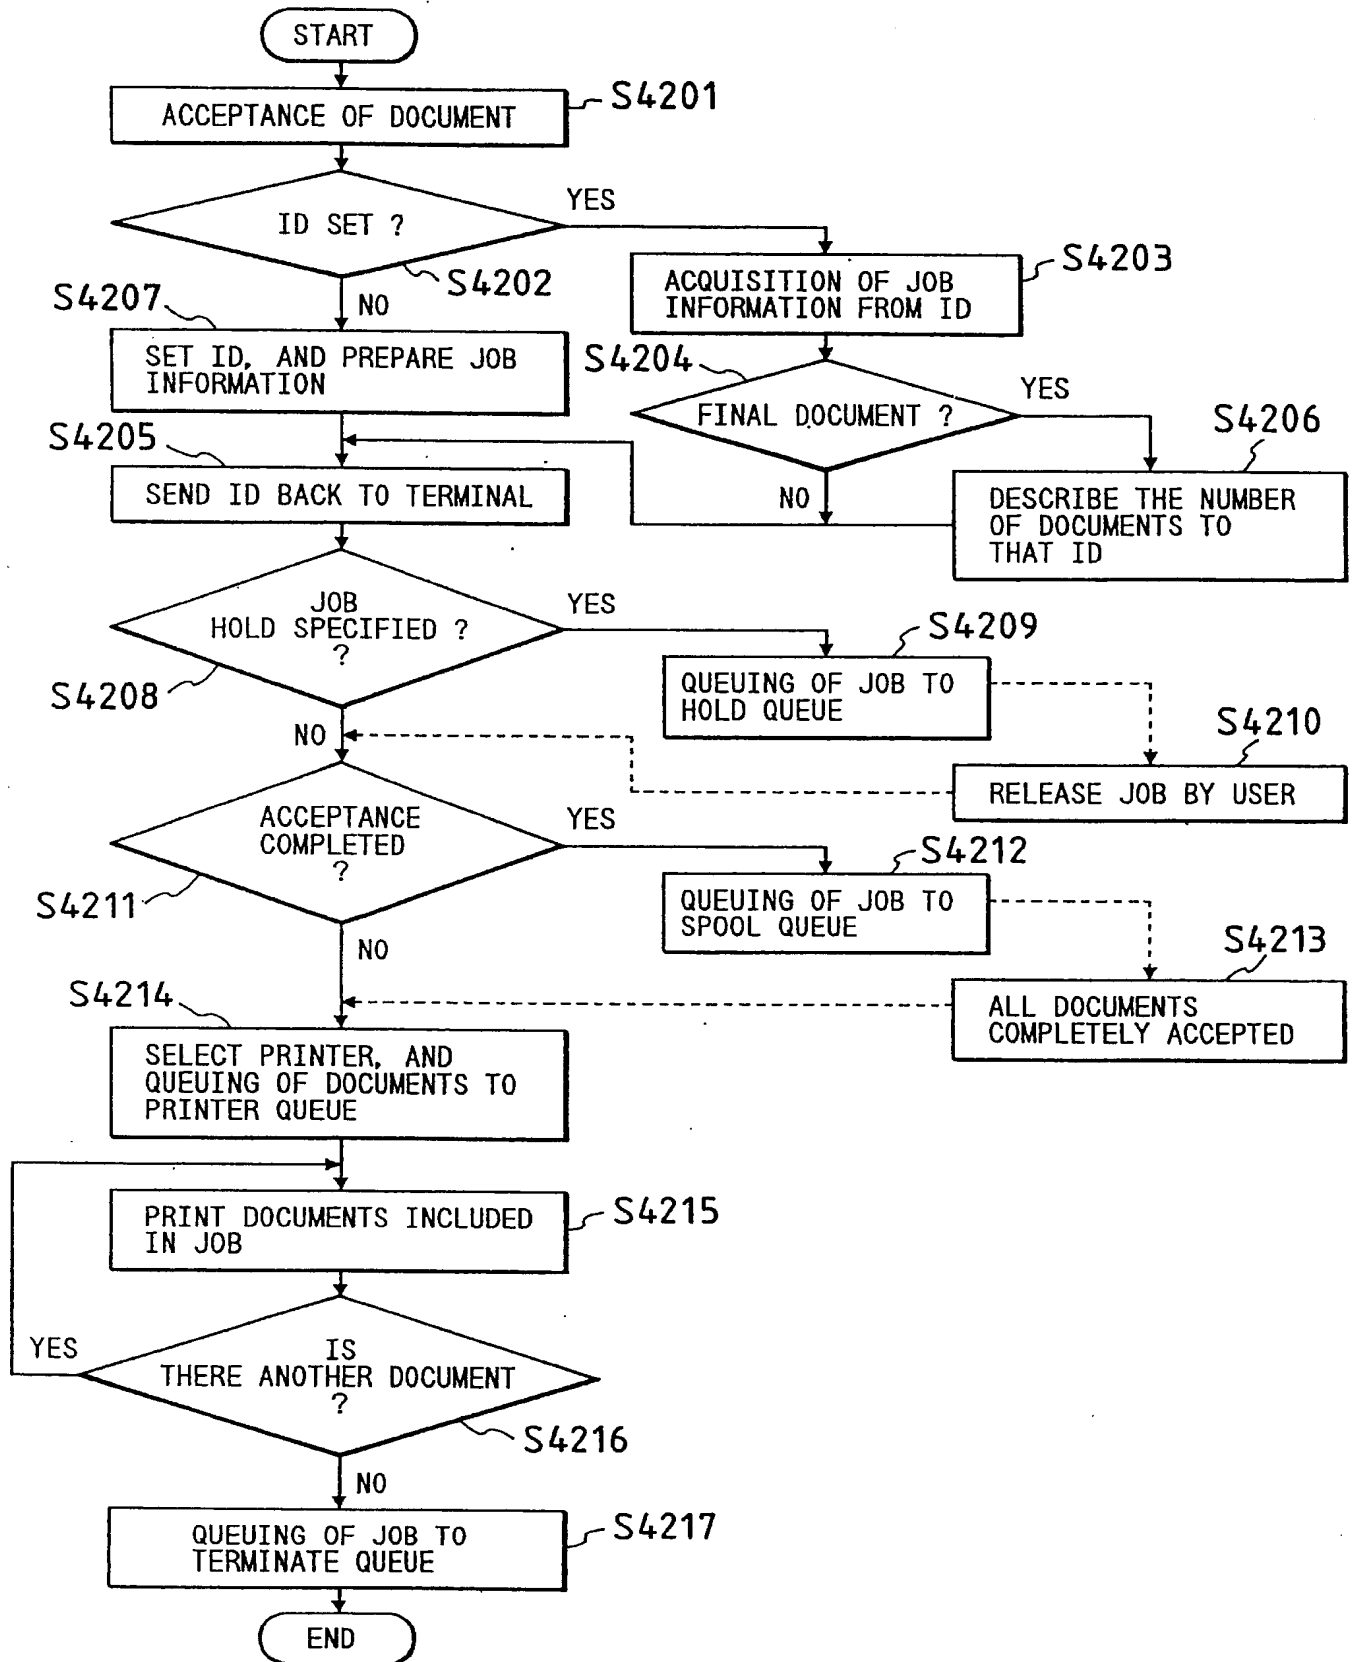 START
ACCEPTANCE OF DOCUMENT
S4201
ID SET ?
YES
S4202
NO
ACQUISITION OF JOB
INFORMATION FROM ID
S4203
S4207
SET ID, AND PREPARE JOB
INFORMATION
S4204
FINAL DOCUMENT ?
YES
NO
S4206
DESCRIBE THE NUMBER
OF DOCUMENTS TO
THAT ID
S4205
SEND ID BACK TO TERMINAL
JOB
HOLD SPECIFIED ?
?
YES
S4208
NO
S4209
QUEUING OF JOB TO
HOLD QUEUE
S4210
RELEASE JOB BY USER
ACCEPTANCE
COMPLETED
?
YES
S4211
NO
S4212
QUEUING OF JOB TO
SPOOL QUEUE
S4213
ALL DOCUMENTS
COMPLETELY ACCEPTED
S4214
SELECT PRINTER, AND
QUEUING OF DOCUMENTS TO
PRINTER QUEUE
PRINT DOCUMENTS INCLUDED
IN JOB
S4215
YES
IS
THERE ANOTHER DOCUMENT
?
S4216
NO
QUEUING OF JOB TO
TERMINATE QUEUE
S4217
END